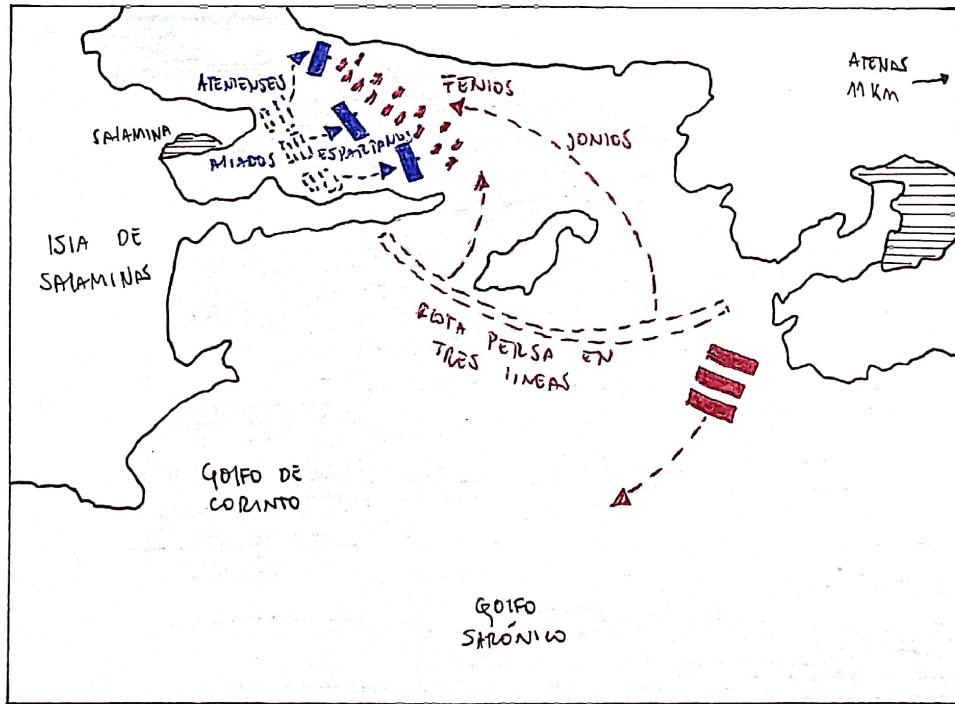 ATENAS
11 KM
ATENIENSES
FENIOS
SALAMINA
JONIOS
ALIADOS
ESPARTANOS
ISLA DE
SALAMINAS
FLOTA PERSA EN
TRES LINEAS
GOLFO DE
CORINTO
GOLFO
SARÓNICO